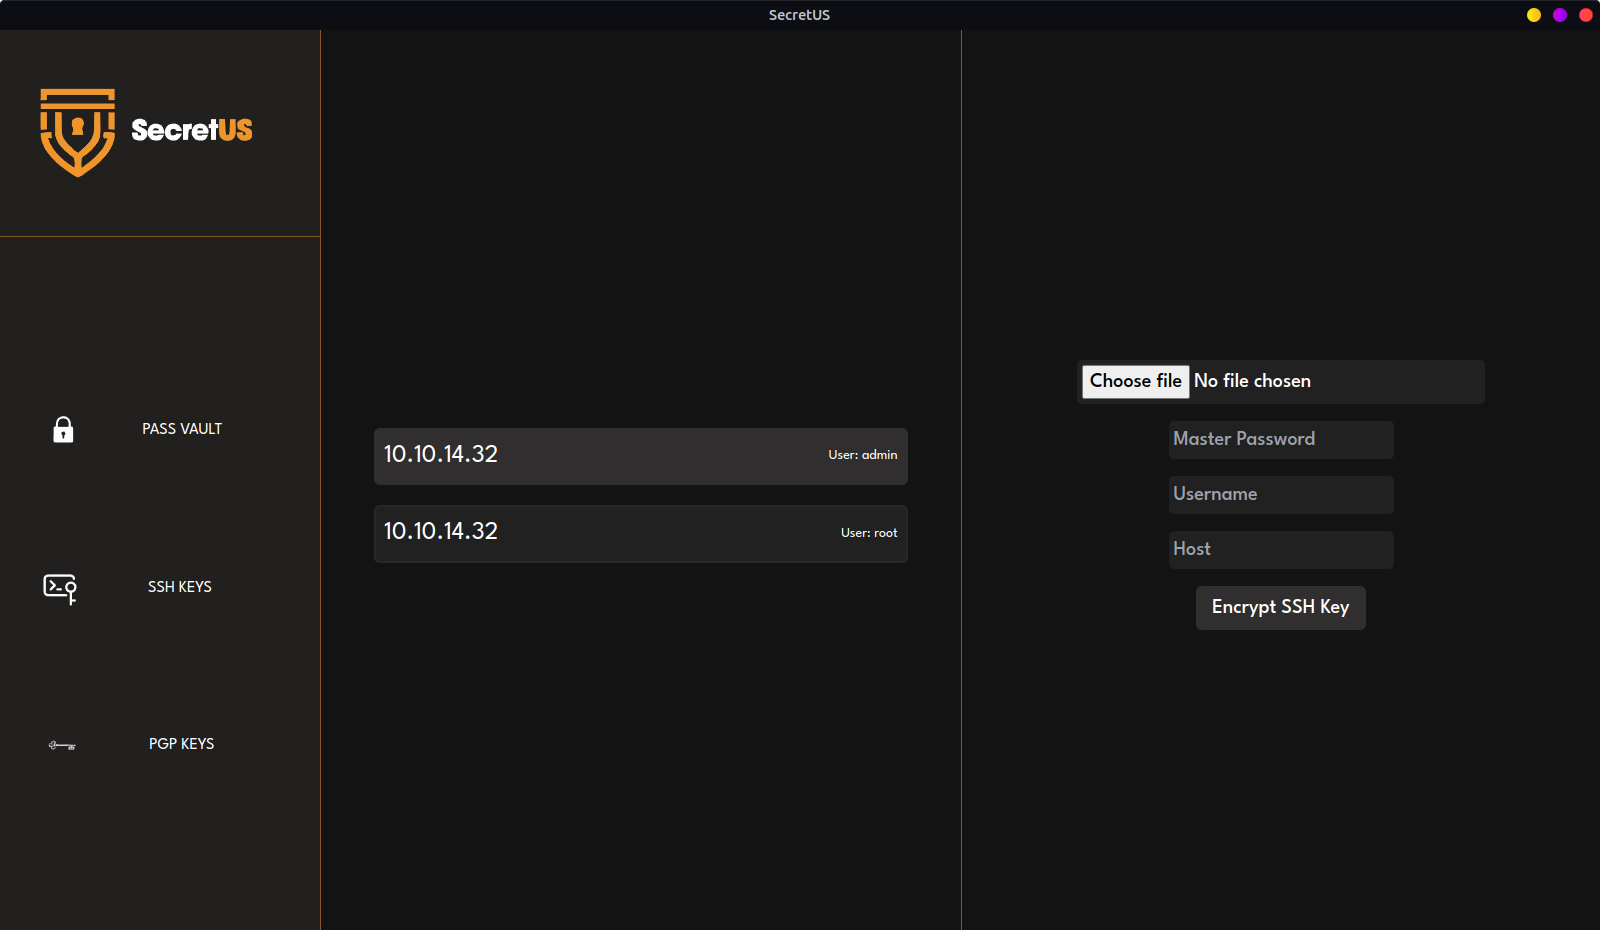 SecretUS
SecretUS
PASS VAULT
SSH KEYS
PGP KEYS
10.10.14.32 User: admin
10.10.14.32 User: root
Choose file No file chosen
Master Password
Username
Host
Encrypt SSH Key